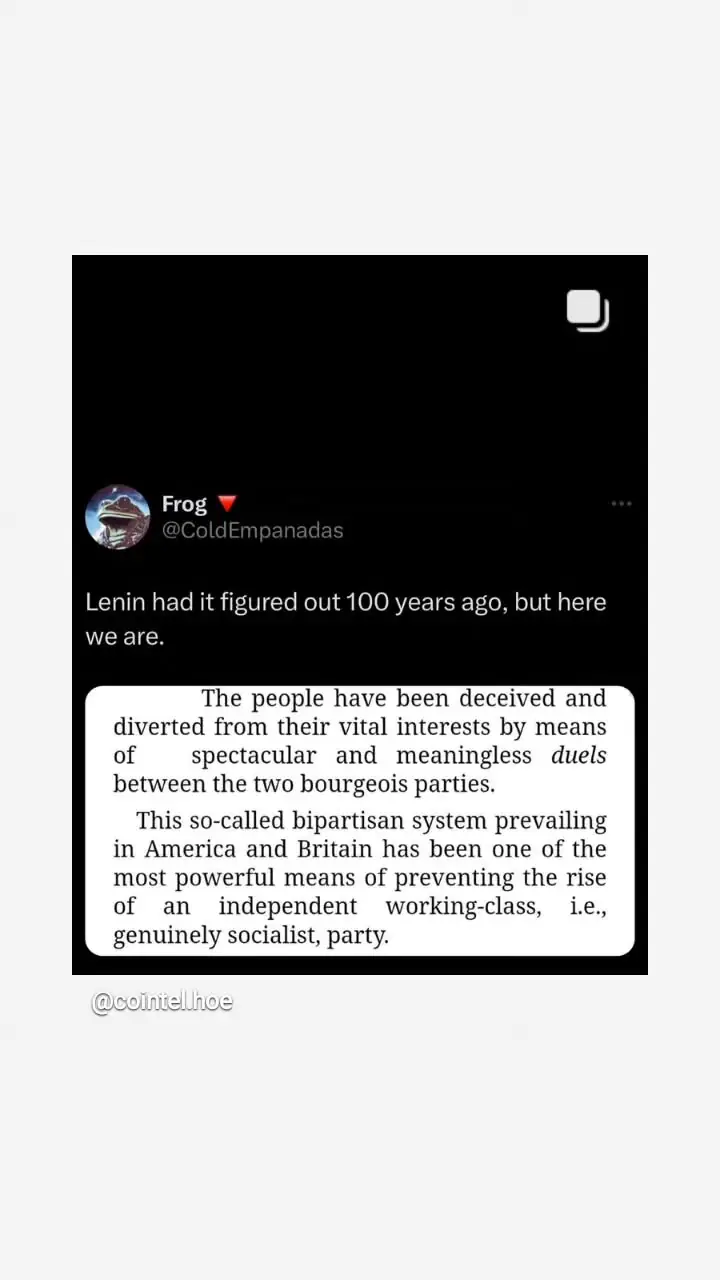 Frog 🔻
@ColdEmpanadas
Lenin had it figured out 100 years ago, but here
we are.
The people have been deceived and
diverted from their vital interests by means
of spectacular and meaningless duels
between the two bourgeois parties.
This so-called bipartisan system prevailing
in America and Britain has been one of the
most powerful means of preventing the rise
of an independent working-class, i.e.,
genuinely socialist, party.
@cointel.hoe